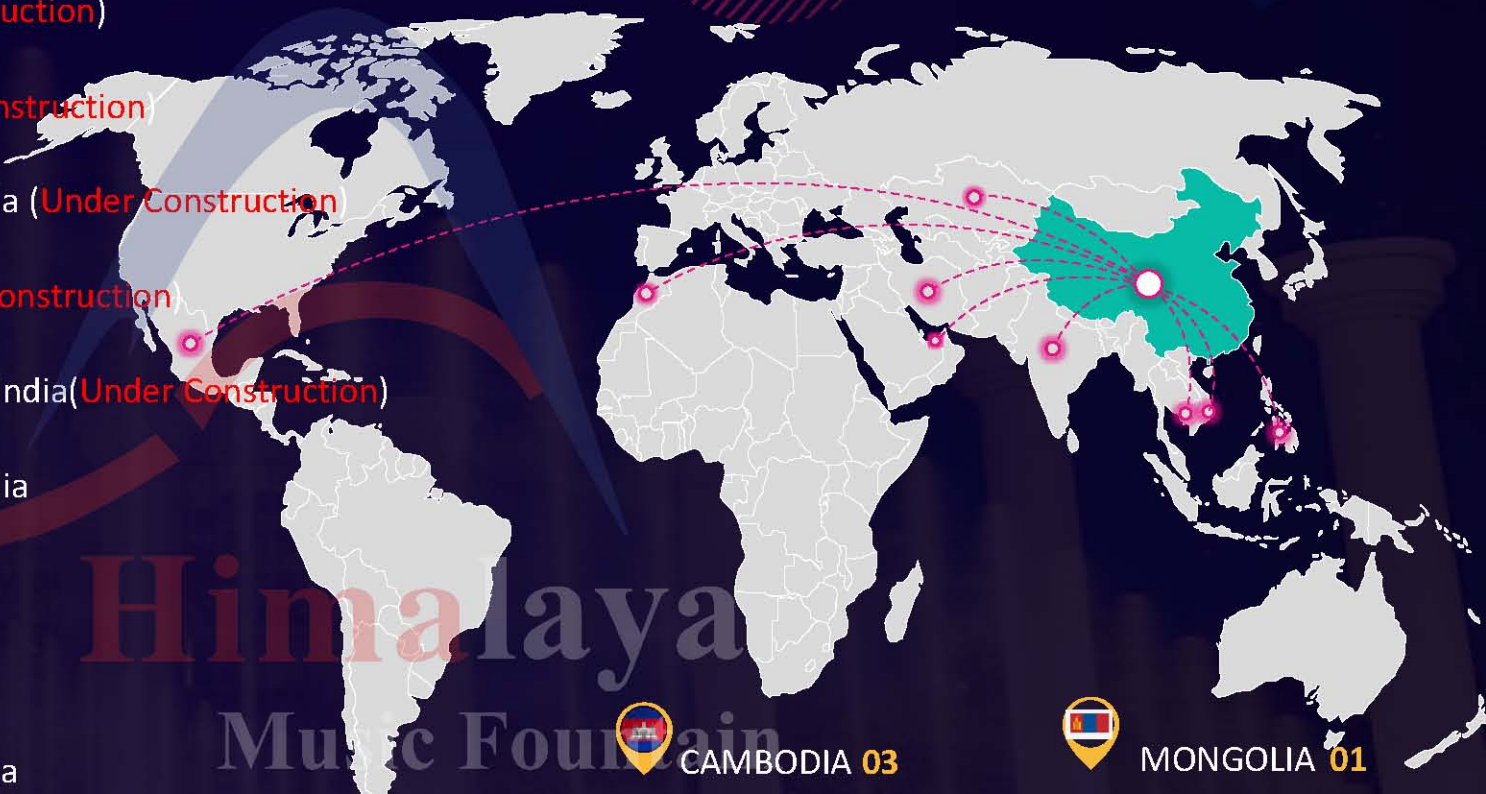 uction)
nstruction)
a (Under Construction)
onstruction)
ndia(Under Construction)
ia
Himalaya
Music Fountain
CAMBODIA 03
MONGOLIA 01
a